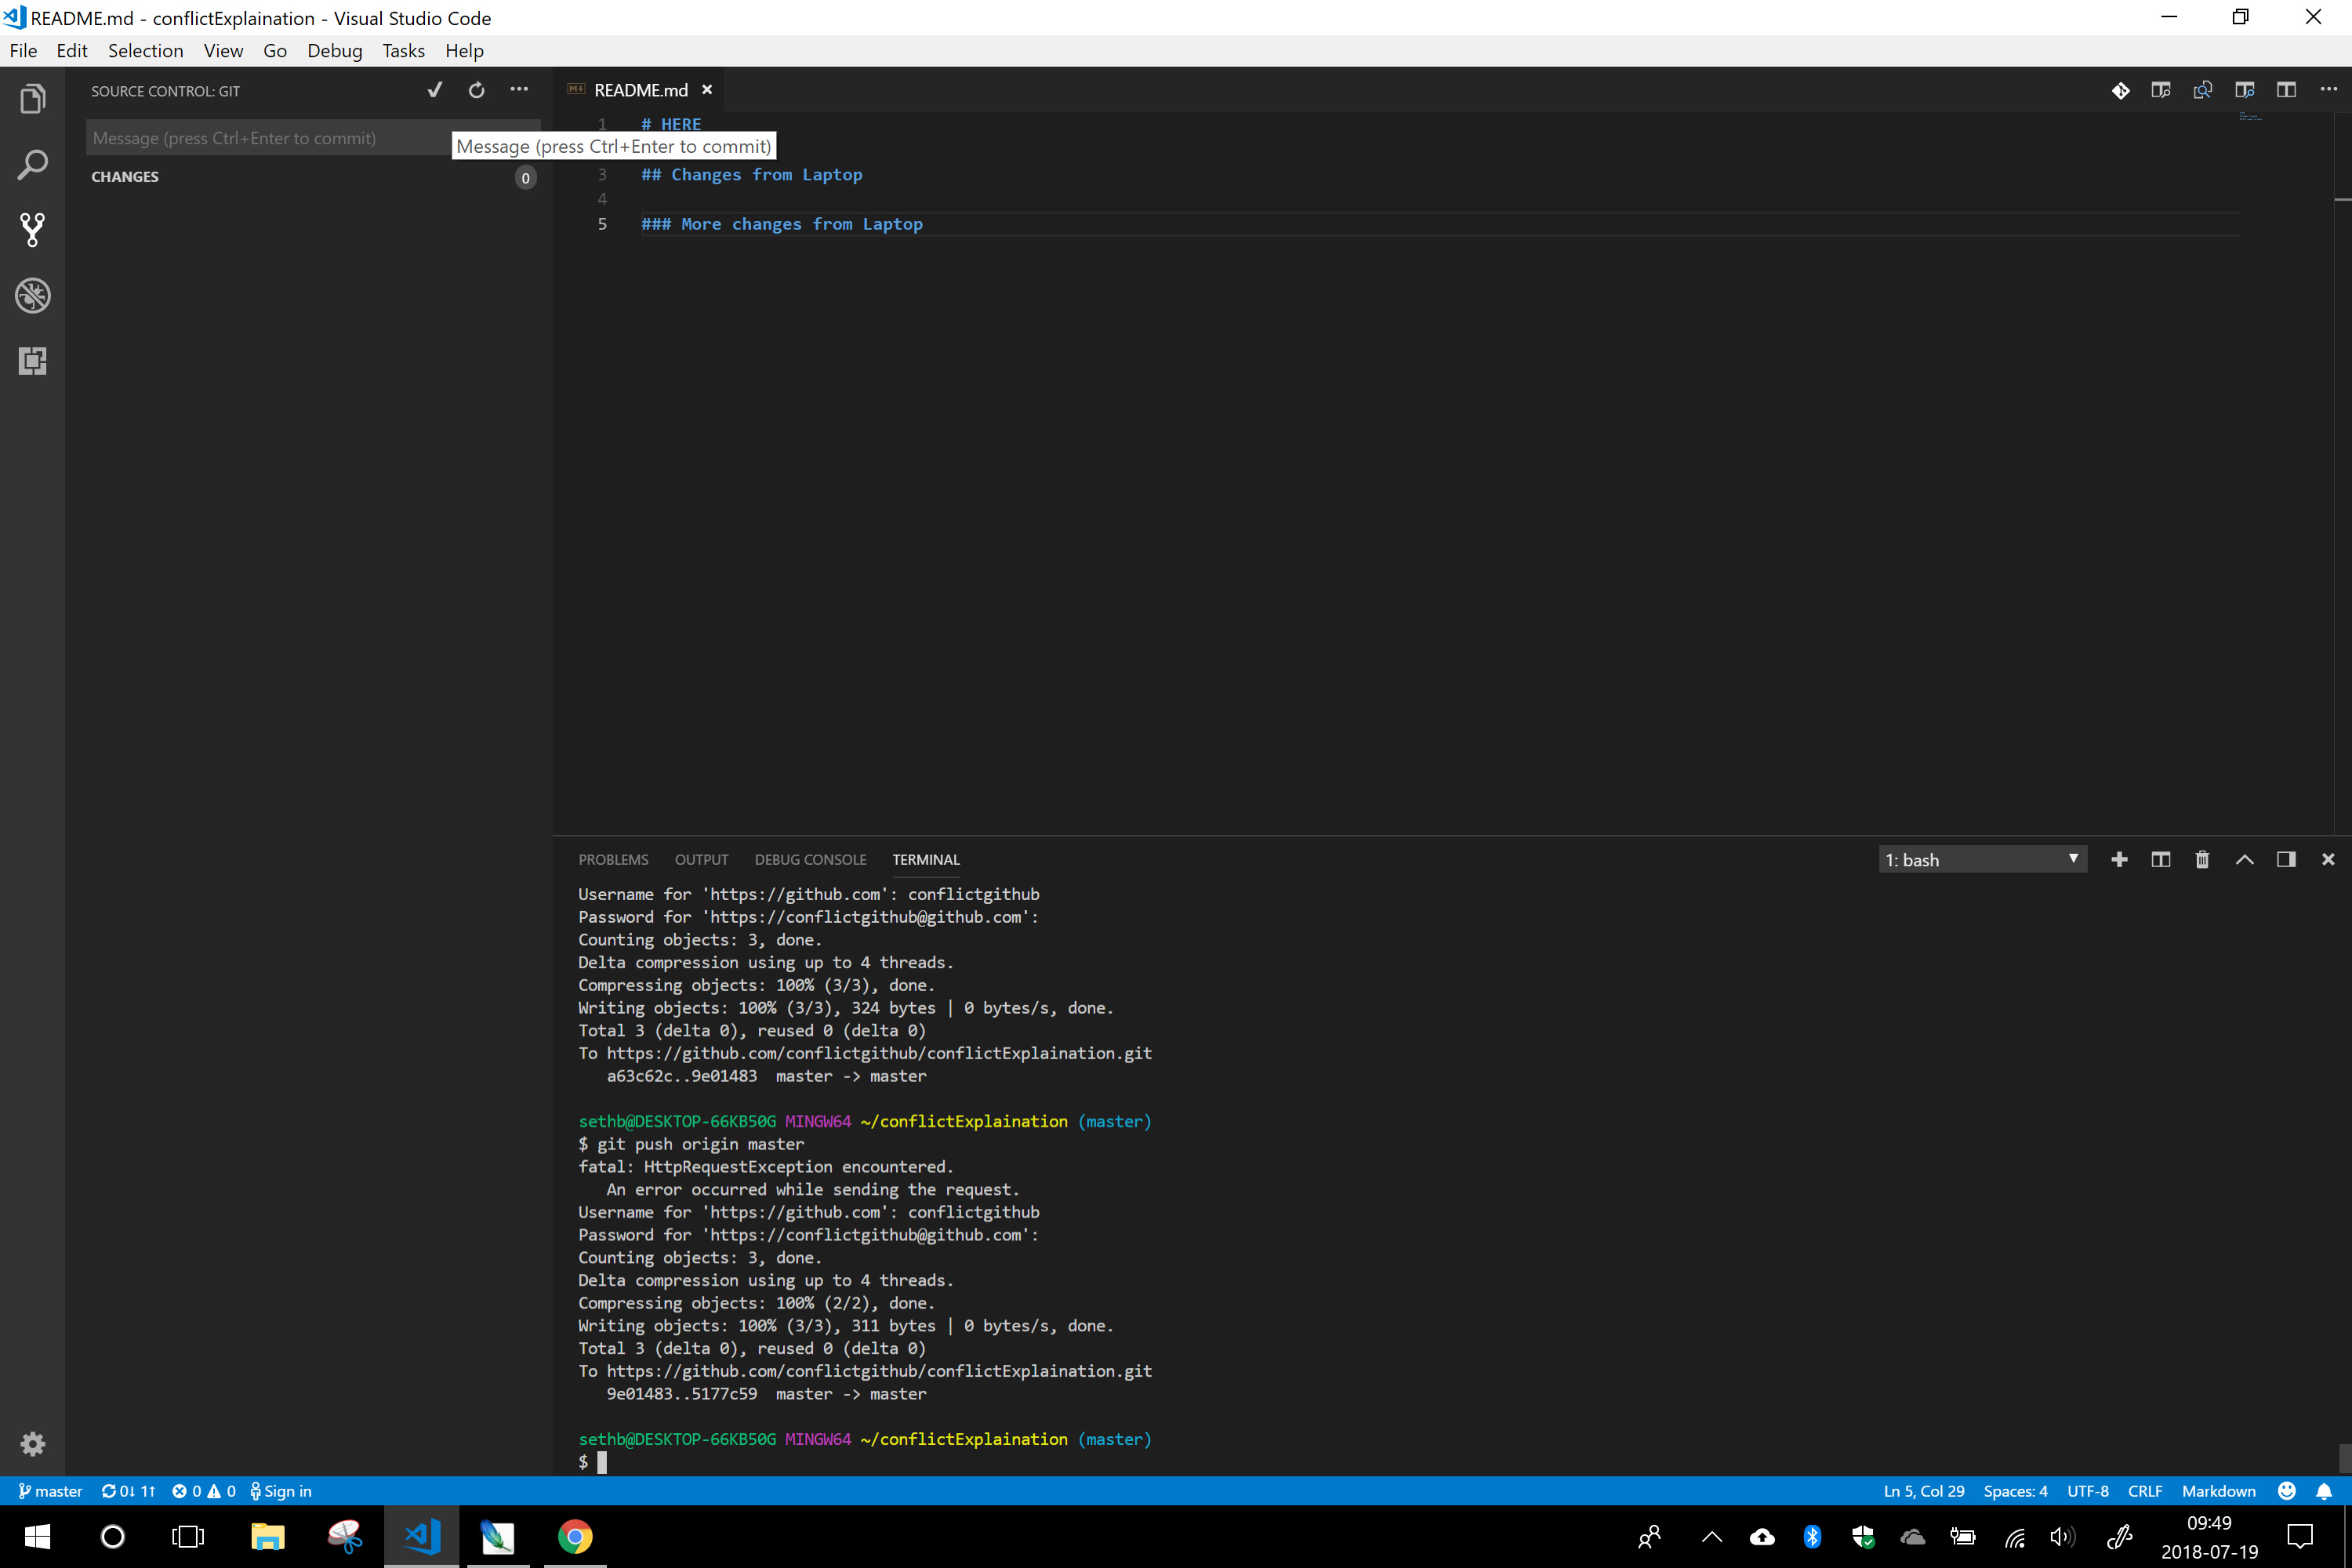 README.md - conflictExplaination - Visual Studio Code
File Edit Selection View Go Debug Tasks Help
SOURCE CONTROL: GIT
Message (press Ctrl+Enter to commit)
CHANGES 0
README.md
1 # HERE
Message (press Ctrl+Enter to commit)
3 ## Changes from Laptop
4
5 ### More changes from Laptop
PROBLEMS OUTPUT DEBUG CONSOLE TERMINAL 1: bash
Username for 'https://github.com': conflictgithub
Password for 'https://conflictgithub@github.com':
Counting objects: 3, done.
Delta compression using up to 4 threads.
Compressing objects: 100% (3/3), done.
Writing objects: 100% (3/3), 324 bytes | 0 bytes/s, done.
Total 3 (delta 0), reused 0 (delta 0)
To https://github.com/conflictgithub/conflictExplaination.git
a63c62c..9e01483 master -> master
sethb@DESKTOP-66KB50G MINGW64 ~/conflictExplaination (master)
$ git push origin master
fatal: HttpRequestException encountered.
An error occurred while sending the request.
Username for 'https://github.com': conflictgithub
Password for 'https://conflictgithub@github.com':
Counting objects: 3, done.
Delta compression using up to 4 threads.
Compressing objects: 100% (2/2), done.
Writing objects: 100% (3/3), 311 bytes | 0 bytes/s, done.
Total 3 (delta 0), reused 0 (delta 0)
To https://github.com/conflictgithub/conflictExplaination.git
9e01483..5177c59 master -> master
sethb@DESKTOP-66KB50G MINGW64 ~/conflictExplaination (master)
$
master 0↓ 1↑ 0 0 Sign in Ln 5, Col 29 Spaces: 4 UTF-8 CRLF Markdown
09:49
2018-07-19